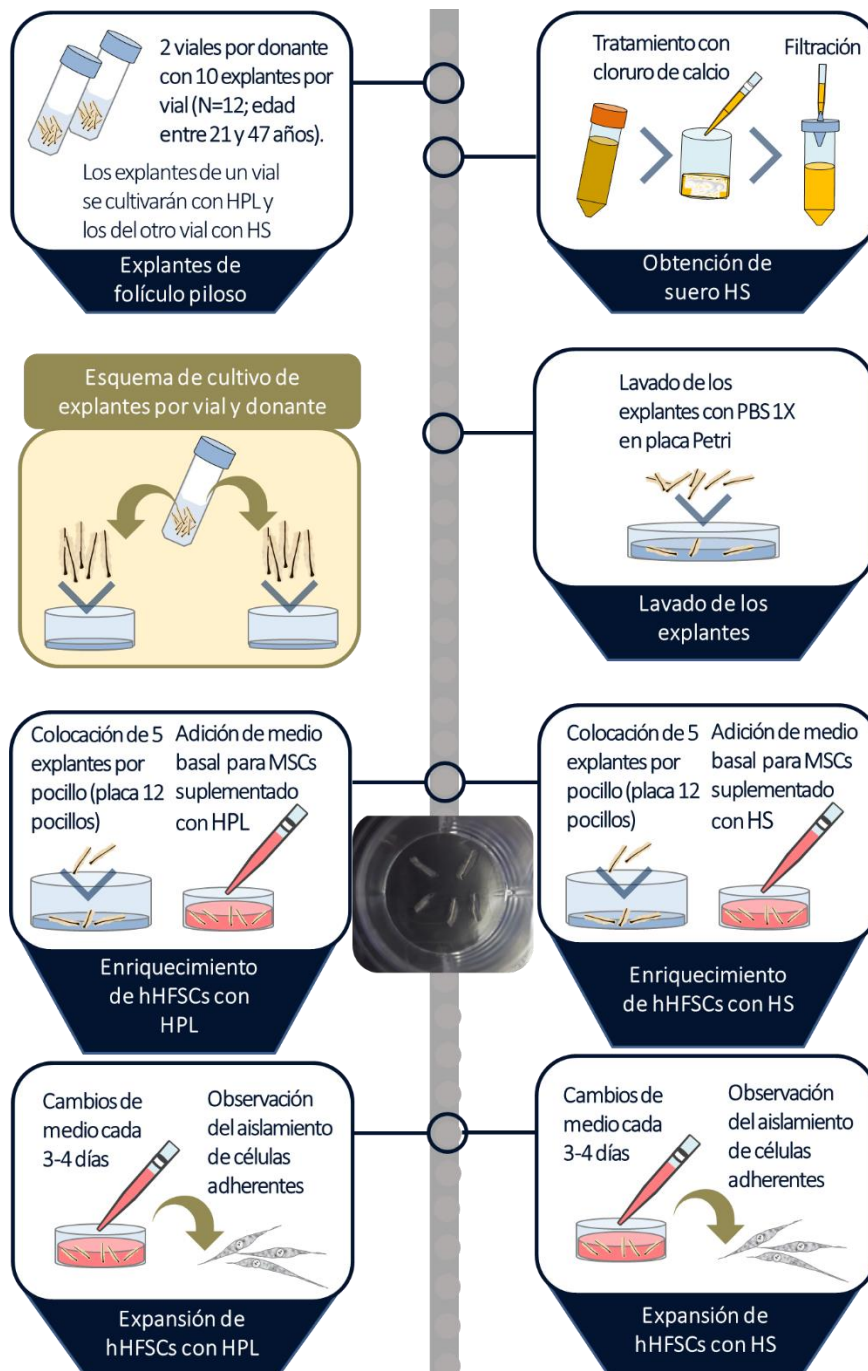 2 viales por donante
con 10 explantes por
vial (N=12; edad
entre 21 y 47 años).
Los explantes de un vial
se cultivarán con HPL y
los del otro vial con HS
Explantes de
folículo piloso
Tratamiento con
cloruro de calcio
Filtración
Obtención de
suero HS
Esquema de cultivo de
explantes por vial y donante
Lavado de los
explantes con PBS 1X
en placa Petri
Lavado de los
explantes
Colocación de 5
explantes por
pocillo (placa 12
pocillos)
Adición de medio
basal para MSCs
suplementado
con HPL
Enriquecimiento
de hHFSCs con
HPL
Colocación de 5
explantes por
pocillo (placa 12
pocillos)
Adición de medio
basal para MSCs
suplementado
con HS
Enriquecimiento
de hHFSCs con HS
Cambios de
medio cada
3-4 días
Observación
del aislamiento
de células
adherentes
Expansión de
hHFSCs con HPL
Cambios de
medio cada
3-4 días
Observación
del aislamiento
de células
adherentes
Expansión de
hHFSCs con HS